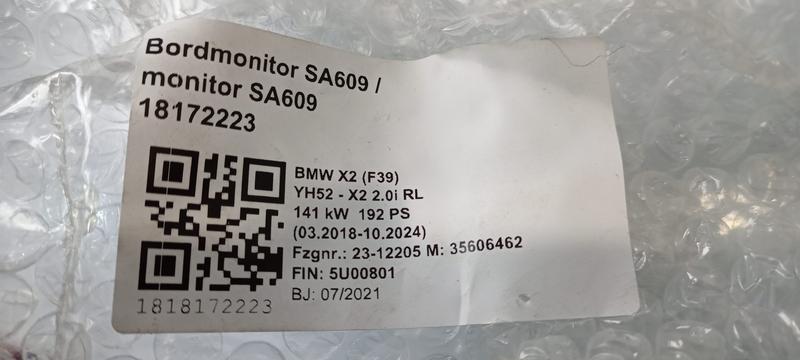 Bordmonitor SA609 /
monitor SA609
18172223
BMW X2 (F39)
YH52 - X2 2.0i RL
141 kW 192 PS
(03.2018-10.2024)
Fzgnr.: 23-12205 M: 35606462
FIN: 5U00801
BJ: 07/2021
1818172223